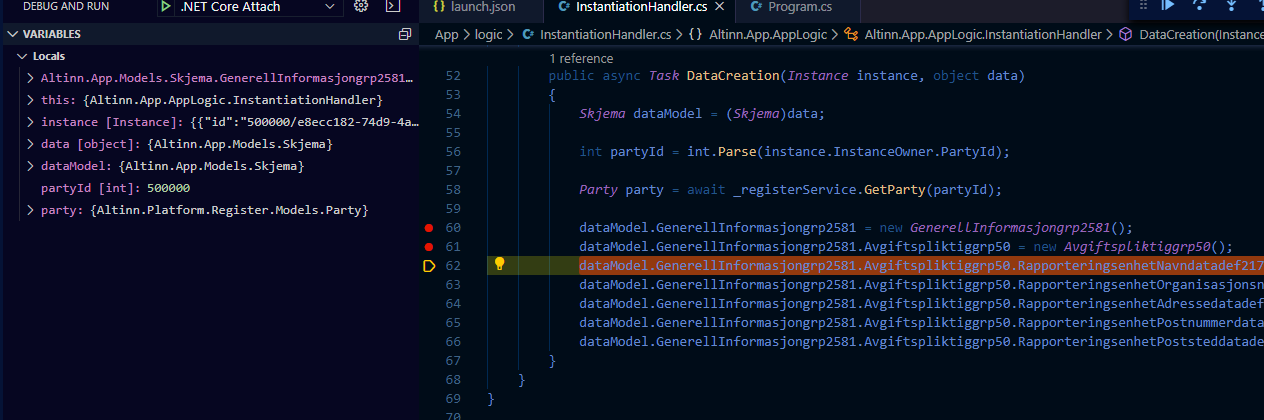 DEBUG AND RUN
.NET Core Attach
launch.json
InstantiationHandler.cs
Program.cs
VARIABLES
App > logic > InstantiationHandler.cs > {} Altinn.App.AppLogic > Altinn.App.AppLogic.InstantiationHandler > DataCreation(Instance
Locals
Altinn.App.Models.Skjema.GenerellInformasjongrp2581…
this: {Altinn.App.AppLogic.InstantiationHandler}
instance [Instance]: {{"id":"500000/e8ecc182-74d9-4a…
data [object]: {Altinn.App.Models.Skjema}
dataModel: {Altinn.App.Models.Skjema}
partyId [int]: 500000
party: {Altinn.Platform.Register.Models.Party}
1 reference
52 public async Task DataCreation(Instance instance, object data)
53 {
54 Skjema dataModel = (Skjema)data;
55
56 int partyId = int.Parse(instance.InstanceOwner.PartyId);
57
58 Party party = await _registerService.GetParty(partyId);
59
60 dataModel.GenerellInformasjongrp2581 = new GenerellInformasjongrp2581();
61 dataModel.GenerellInformasjongrp2581.Avgiftspliktiggrp50 = new Avgiftspliktiggrp50();
62 dataModel.GenerellInformasjongrp2581.Avgiftspliktiggrp50.RapporteringsenhetNavndatadef217
63 dataModel.GenerellInformasjongrp2581.Avgiftspliktiggrp50.RapporteringsenhetOrganisasjonsn
64 dataModel.GenerellInformasjongrp2581.Avgiftspliktiggrp50.RapporteringsenhetAdressedatadef
65 dataModel.GenerellInformasjongrp2581.Avgiftspliktiggrp50.RapporteringsenhetPostnummerdata
66 dataModel.GenerellInformasjongrp2581.Avgiftspliktiggrp50.RapporteringsenhetPoststeddatade
67 }
68 }
69 }
70